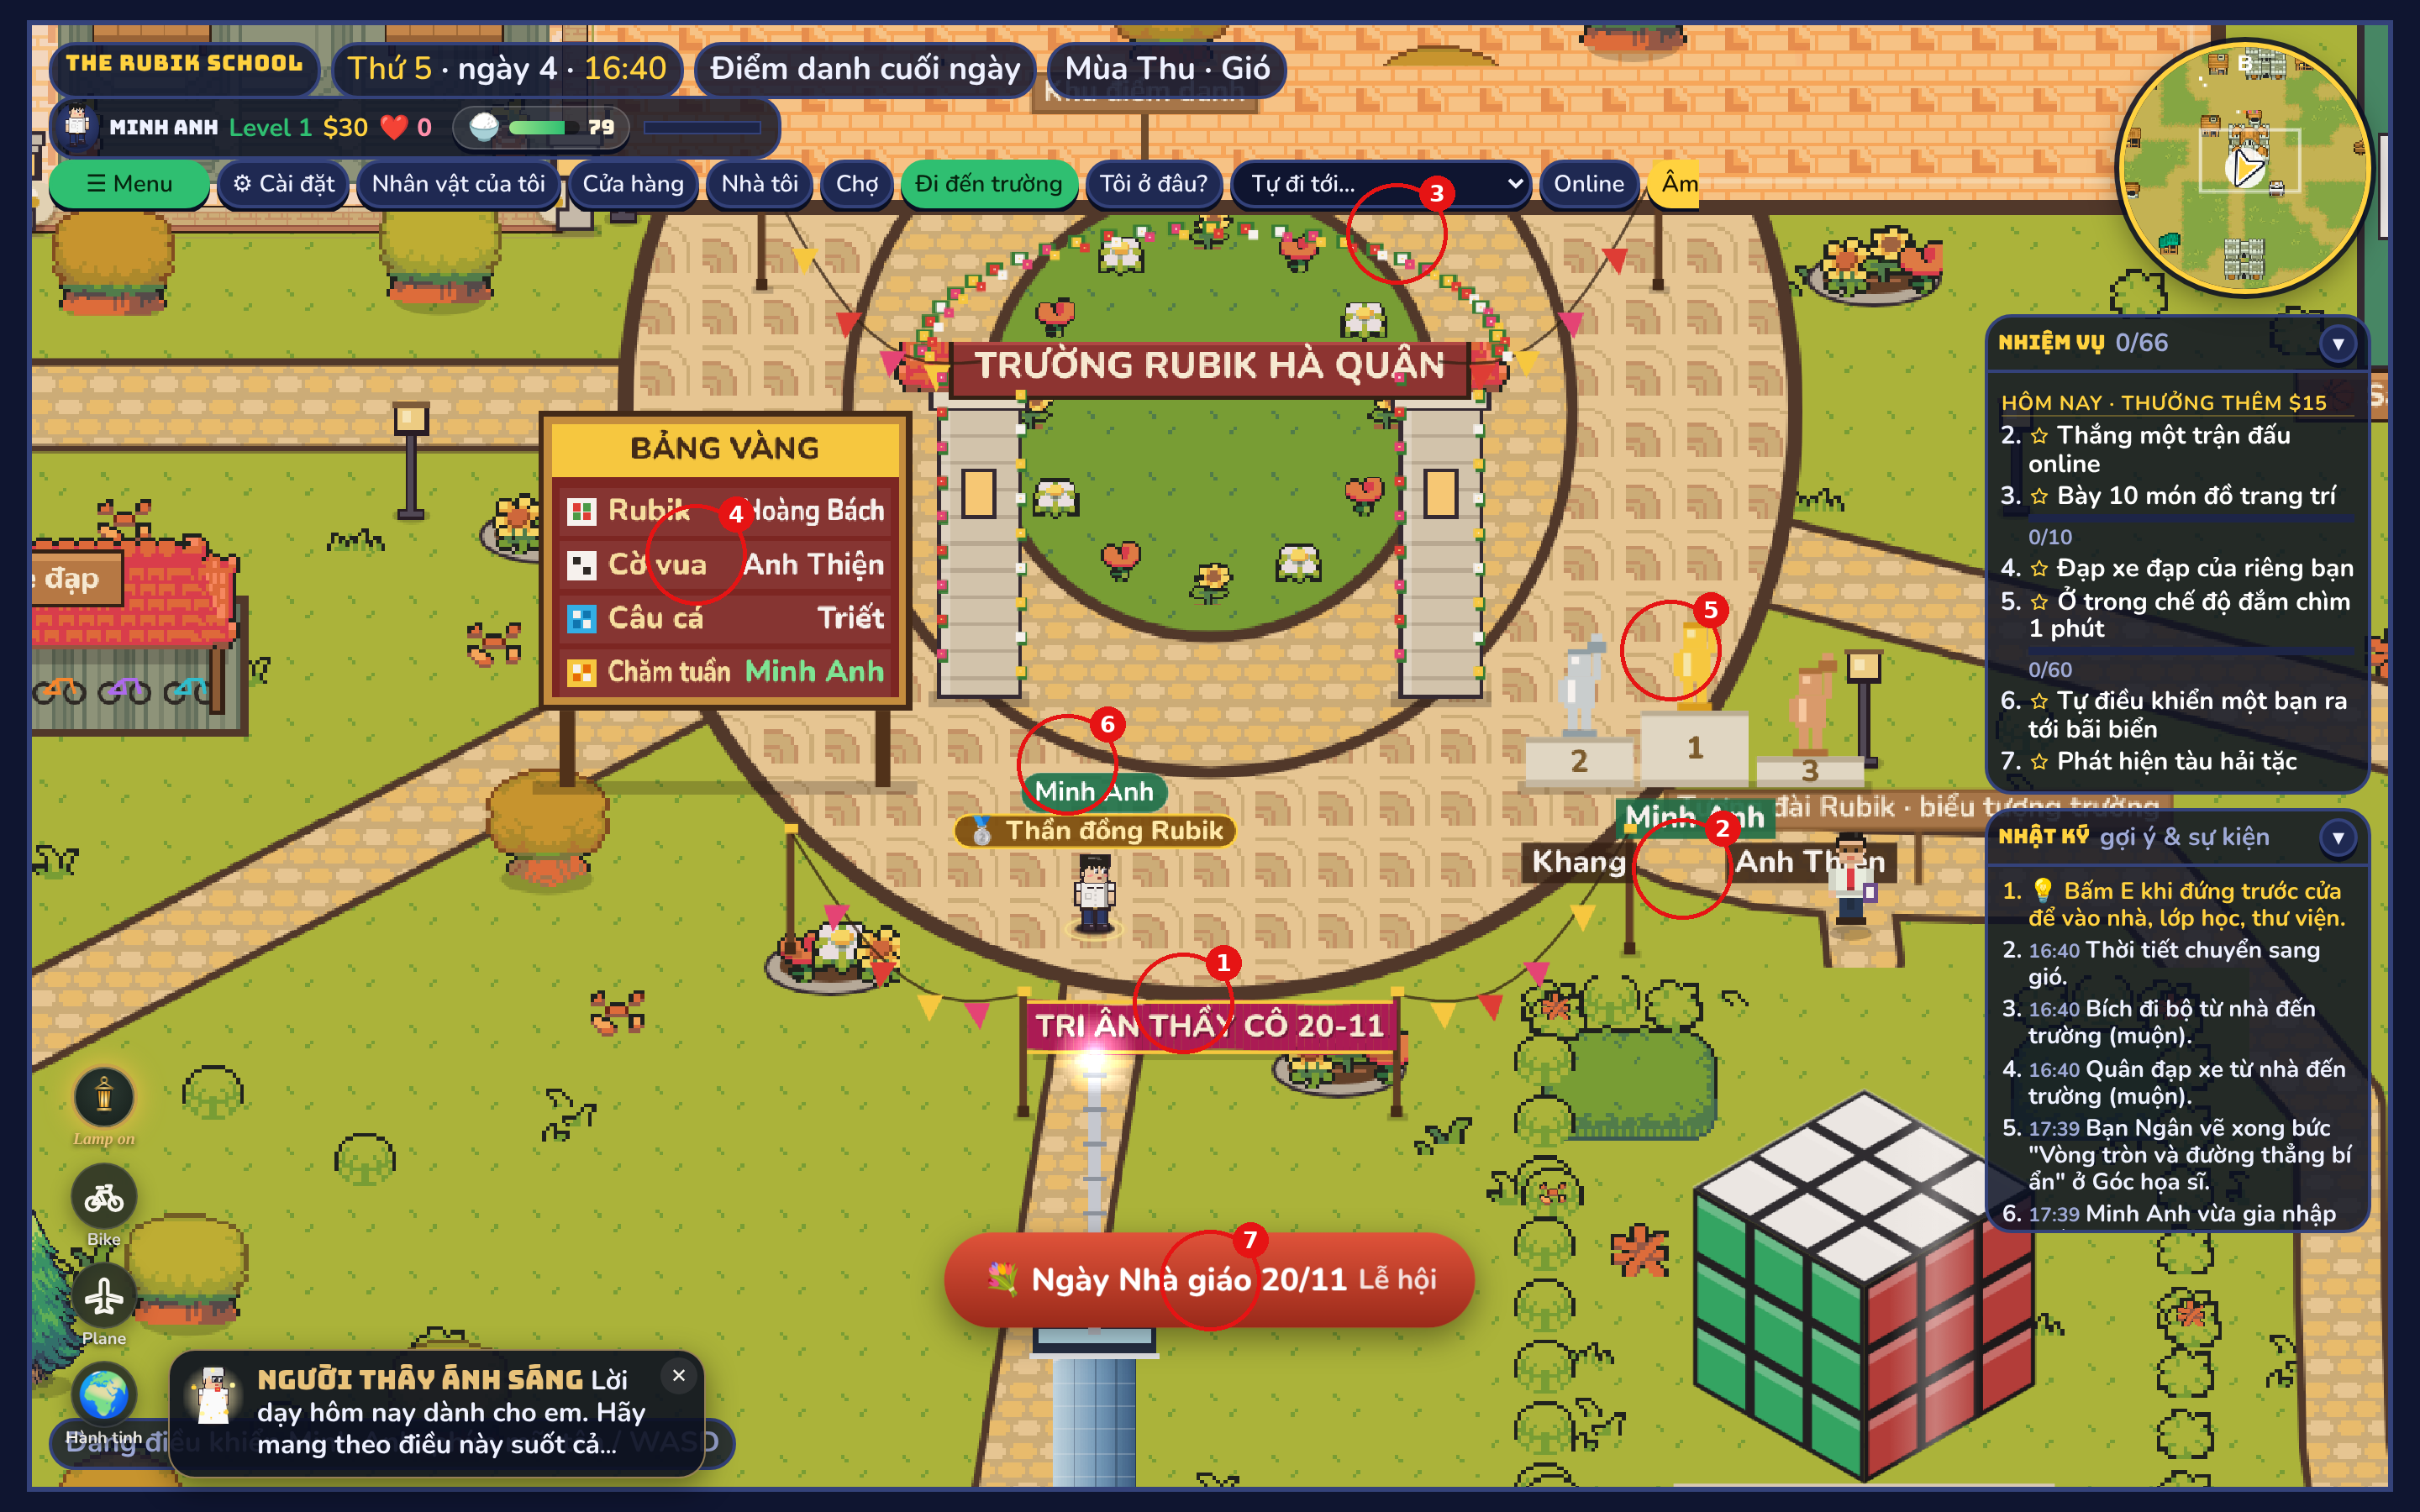 THE RUBIK SCHOOL
Thứ 5 · ngày 4 · 16:40
Điểm danh cuối ngày
Mùa Thu · Gió
Khu điểm danh
MINH ANH Level 1 $30 ❤️ 0 79
☰ Menu
⚙ Cài đặt
Nhân vật của tôi
Cửa hàng
Nhà tôi
Chợ
Đi đến trường
Tôi ở đâu?
Tự đi tới...
Online
Âm
3
B
TRƯỜNG RUBIK HÀ QUÂN
BẢNG VÀNG
Rubik Hoàng Bách
4
Cờ vua Anh Thiện
Câu cá Triết
Chăm tuần Minh Anh
đạp
NHIỆM VỤ 0/66
HÔM NAY · THƯỞNG THÊM $15
2. ☆ Thắng một trận đấu
online
3. ☆ Bày 10 món đồ trang trí
0/10
4. ☆ Đạp xe đạp của riêng bạn
5. ☆ Ở trong chế độ đắm chìm
1 phút
0/60
6. ☆ Tự điều khiển một bạn ra
tới bãi biển
7. ☆ Phát hiện tàu hải tặc
5
2
1
3
6
Minh Anh
🥈 Thần đồng Rubik
Minh Anh
đài Rubik · biểu tượng trường
2
Khang
Anh Thiện
NHẬT KÝ gợi ý & sự kiện
1. 💡 Bấm E khi đứng trước cửa
để vào nhà, lớp học, thư viện.
2. 16:40 Thời tiết chuyển sang
gió.
3. 16:40 Bích đi bộ từ nhà đến
trường (muộn).
4. 16:40 Quân đạp xe từ nhà đến
trường (muộn).
5. 17:39 Bạn Ngân vẽ xong bức
"Vòng tròn và đường thẳng bí
ẩn" ở Góc họa sĩ.
6. 17:39 Minh Anh vừa gia nhập
1
TRI ÂN THẦY CÔ 20-11
7
💐 Ngày Nhà giáo 20/11 Lễ hội
Lamp on
Bike
Plane
Hành tinh
NGƯỜI THẦY ÁNH SÁNG Lời
dạy hôm nay dành cho em. Hãy
mang theo điều này suốt cả...
Đang điều khiển
/ WASD